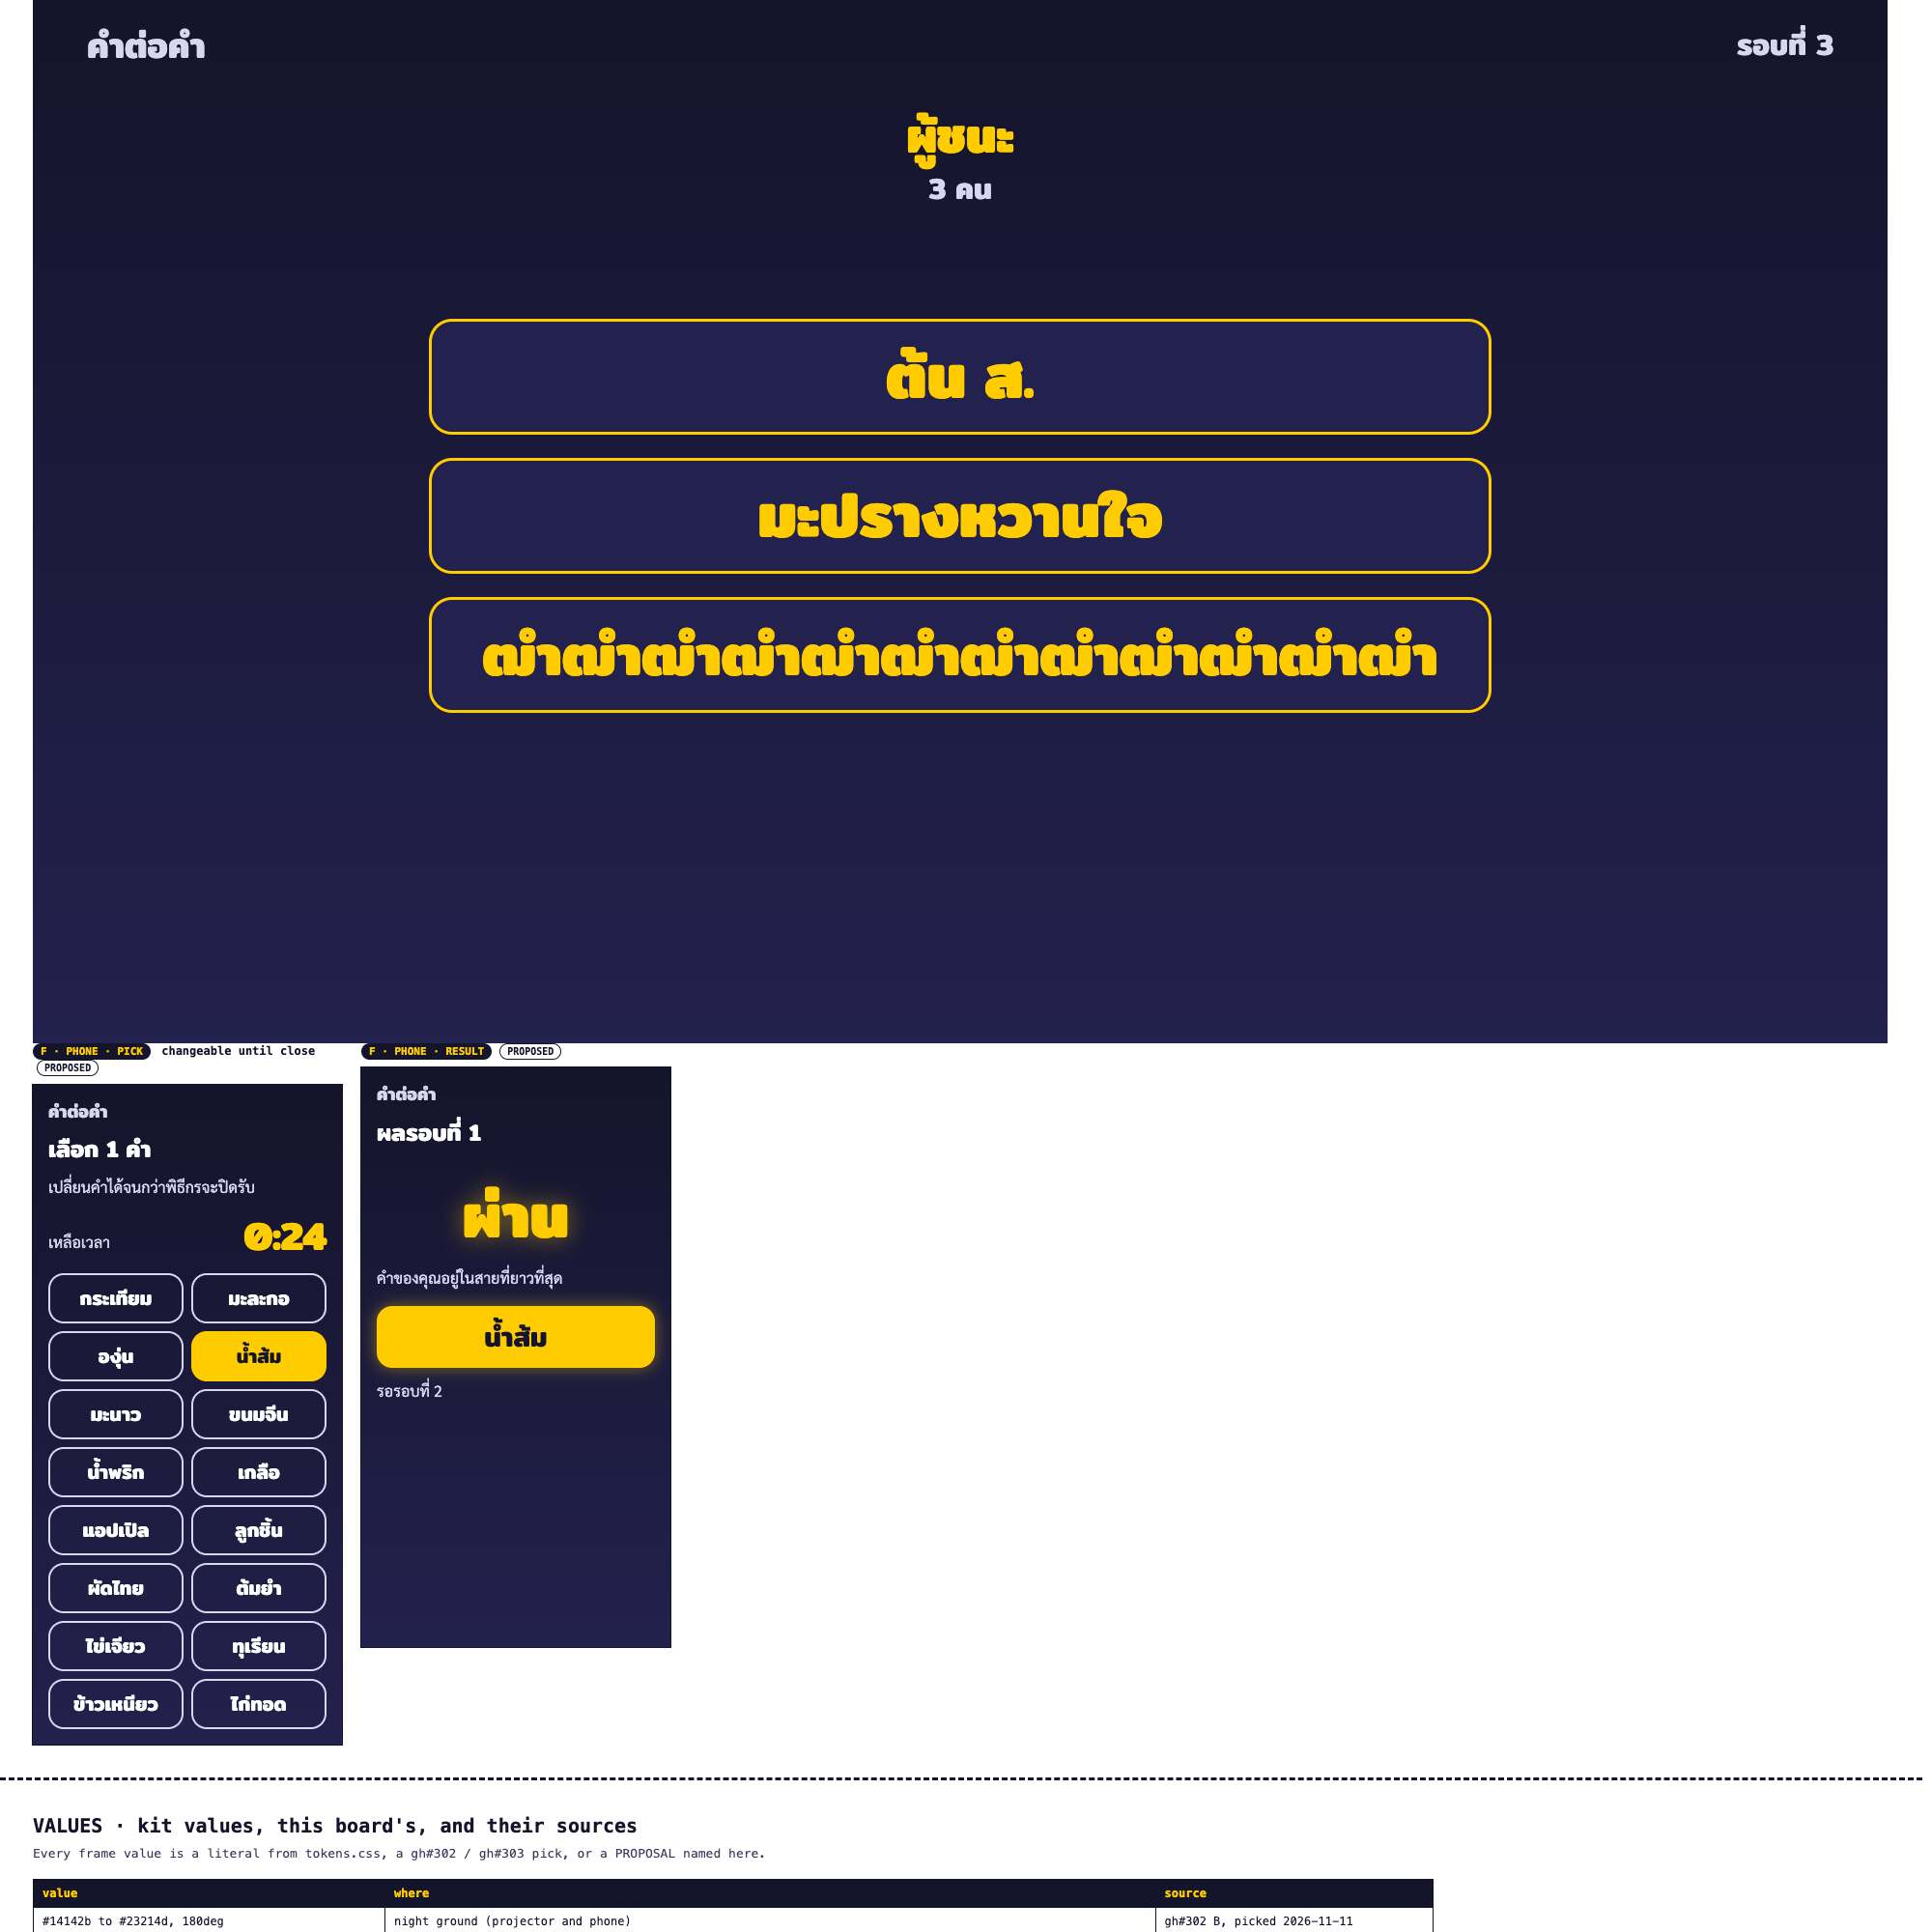 คำต่อคำ
รอบที่ 3
ผู้ชนะ
3 คน
ต้น ส.
มะปรางหวานใจ
ฒำฒำฒำฒำฒำฒำฒำฒำฒำฒำฒำฒำ
F · PHONE · PICK changeable until close
PROPOSED
คำต่อคำ
เลือก 1 คำ
เปลี่ยนคำได้จนกว่าพิธีกรจะปิดรับ
เหลือเวลา 0:24
กระเทียม มะละกอ
องุ่น น้ำส้ม
มะนาว ขนมจีน
น้ำพริก เกลือ
แอปเปิล ลูกชิ้น
ผัดไทย ต้มยำ
ไข่เจียว ทุเรียน
ข้าวเหนียว ไก่ทอด
F · PHONE · RESULT PROPOSED
คำต่อคำ
ผลรอบที่ 1
ผ่าน
คำของคุณอยู่ในสายที่ยาวที่สุด
น้ำส้ม
รอรอบที่ 2
VALUES · kit values, this board's, and their sources
Every frame value is a literal from tokens.css, a gh#302 / gh#303 pick, or a PROPOSAL named here.
value where source
#14142b to #23214d, 180deg night ground (projector and phone) gh#302 B, picked 2026-11-11